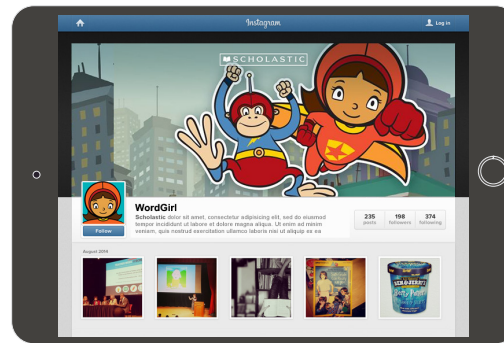 Instagram
Log in
SCHOLASTIC
WordGirl
Scholastic dolor sit amet, consectetur adipisicing elit, sed do eiusmod
tempor incididunt ut labore et dolore magna aliqua. Ut enim ad minim
veniam, quis nostrud exercitation ullamco laboris nisi ut aliquip ex ea
Follow
235
posts
198
followers
374
following
August 2014
BEN & JERRY'S